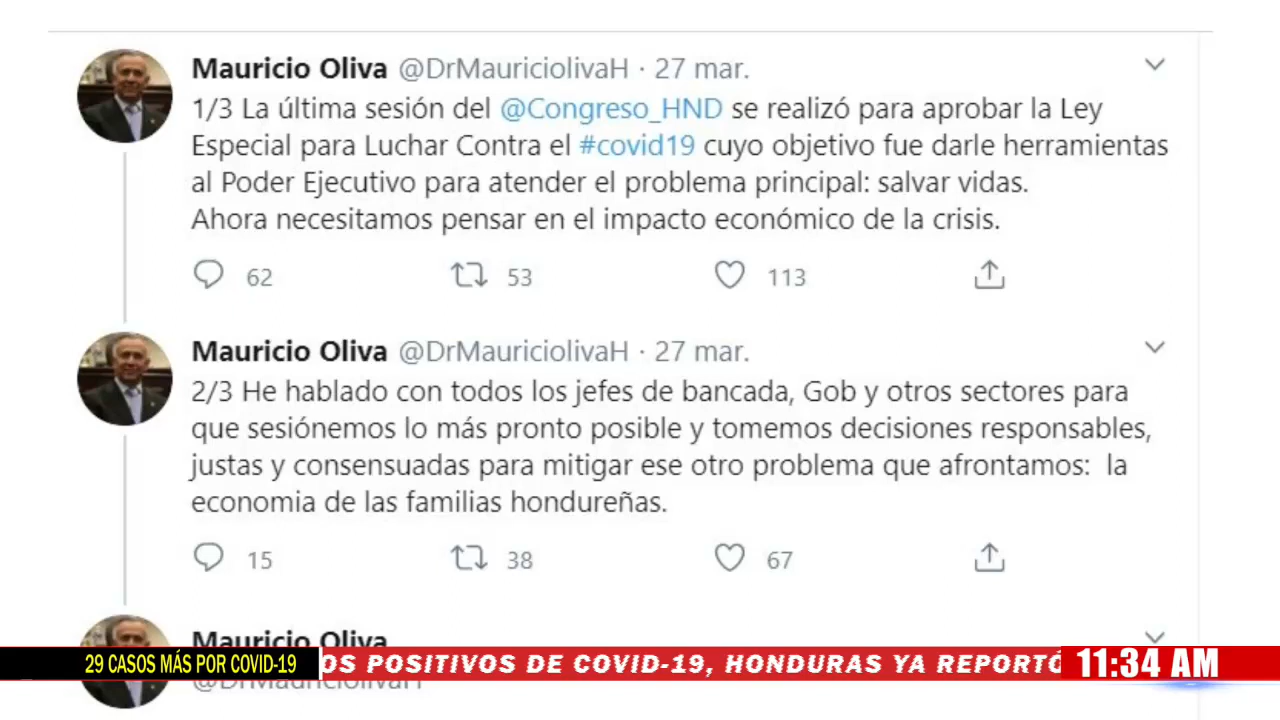 Mauricio Oliva @DrMauriciolivaH · 27 mar.
1/3 La última sesión del @Congreso_HND se realizó para aprobar la Ley
Especial para Luchar Contra el #covid19 cuyo objetivo fue darle herramientas
al Poder Ejecutivo para atender el problema principal: salvar vidas.
Ahora necesitamos pensar en el impacto económico de la crisis.
62 53 113
Mauricio Oliva @DrMauriciolivaH · 27 mar.
2/3 He hablado con todos los jefes de bancada, Gob y otros sectores para
que sesiónemos lo más pronto posible y tomemos decisiones responsables,
justas y consensuadas para mitigar ese otro problema que afrontamos:  la
economia de las familias hondureñas.
15 38 67
Mauricio Oliva
@DrMauriciolivaH
29 CASOS MÁS POR COVID-19 OS POSITIVOS DE COVID-19, HONDURAS YA REPORTÓ 11:34 AM